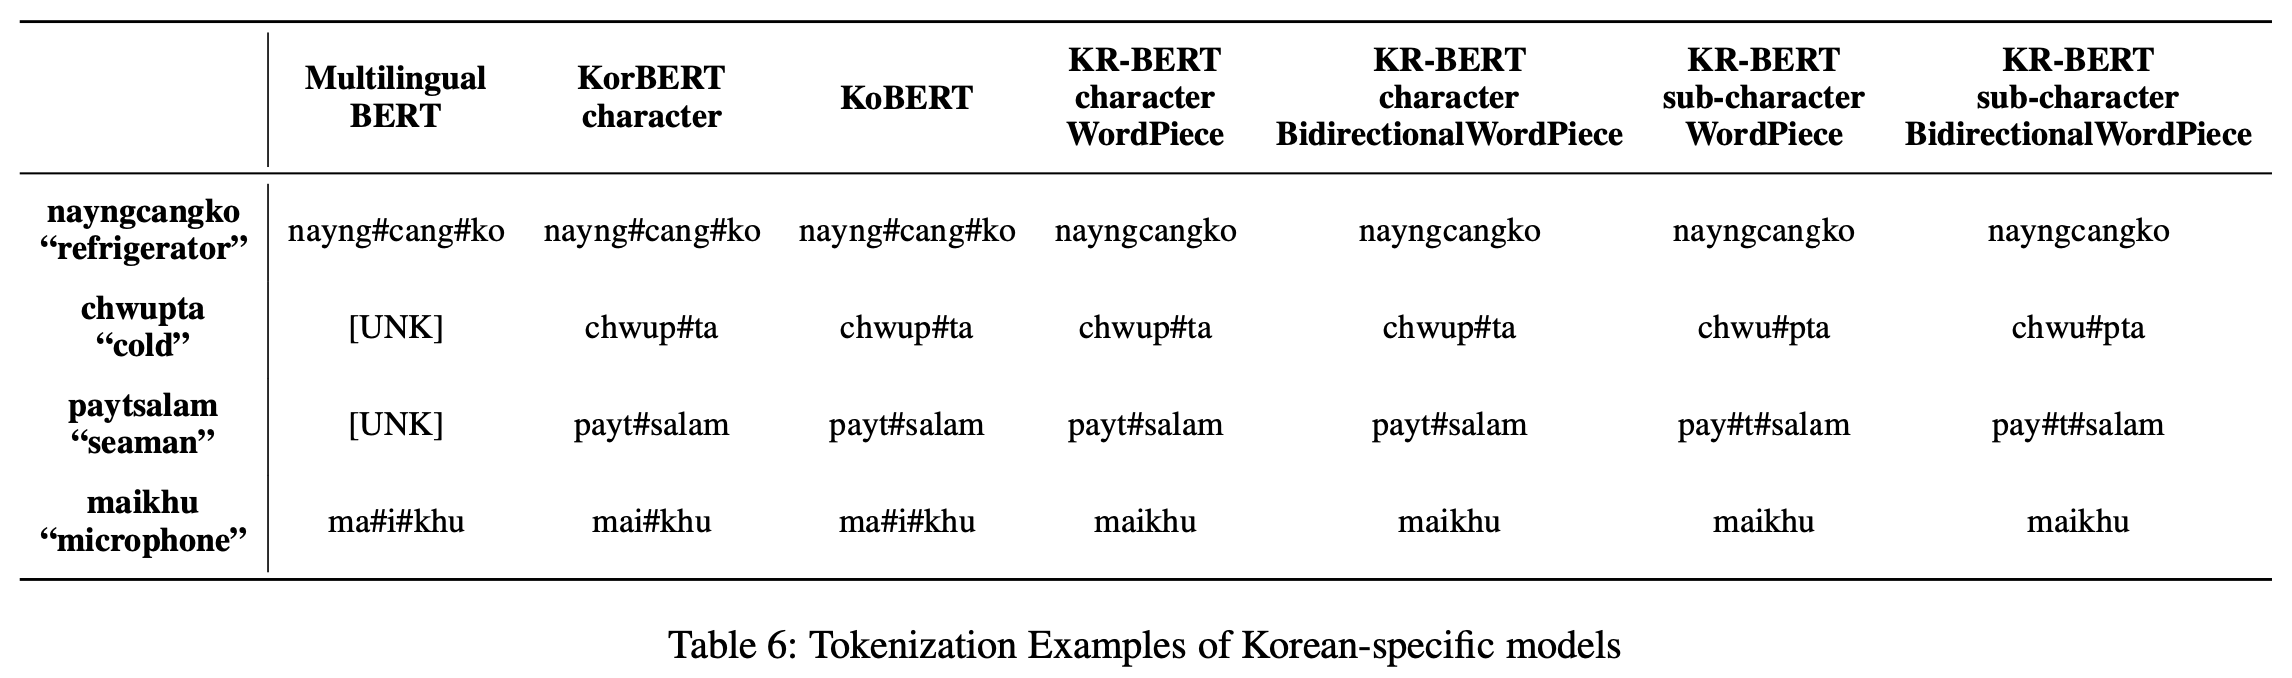 Multilingual BERT | KorBERT character | KoBERT | KR-BERT character WordPiece | KR-BERT character BidirectionalWordPiece | KR-BERT sub-character WordPiece | KR-BERT sub-character BidirectionalWordPiece
nayngcangko “refrigerator” | nayng#cang#ko | nayng#cang#ko | nayng#cang#ko | nayngcangko | nayngcangko | nayngcangko | nayngcangko
chwupta “cold” | [UNK] | chwup#ta | chwup#ta | chwup#ta | chwup#ta | chwu#pta | chwu#pta
paytsalam “seaman” | [UNK] | payt#salam | payt#salam | payt#salam | payt#salam | pay#t#salam | pay#t#salam
maikhu “microphone” | ma#i#khu | mai#khu | ma#i#khu | maikhu | maikhu | maikhu | maikhu
Table 6: Tokenization Examples of Korean-specific models